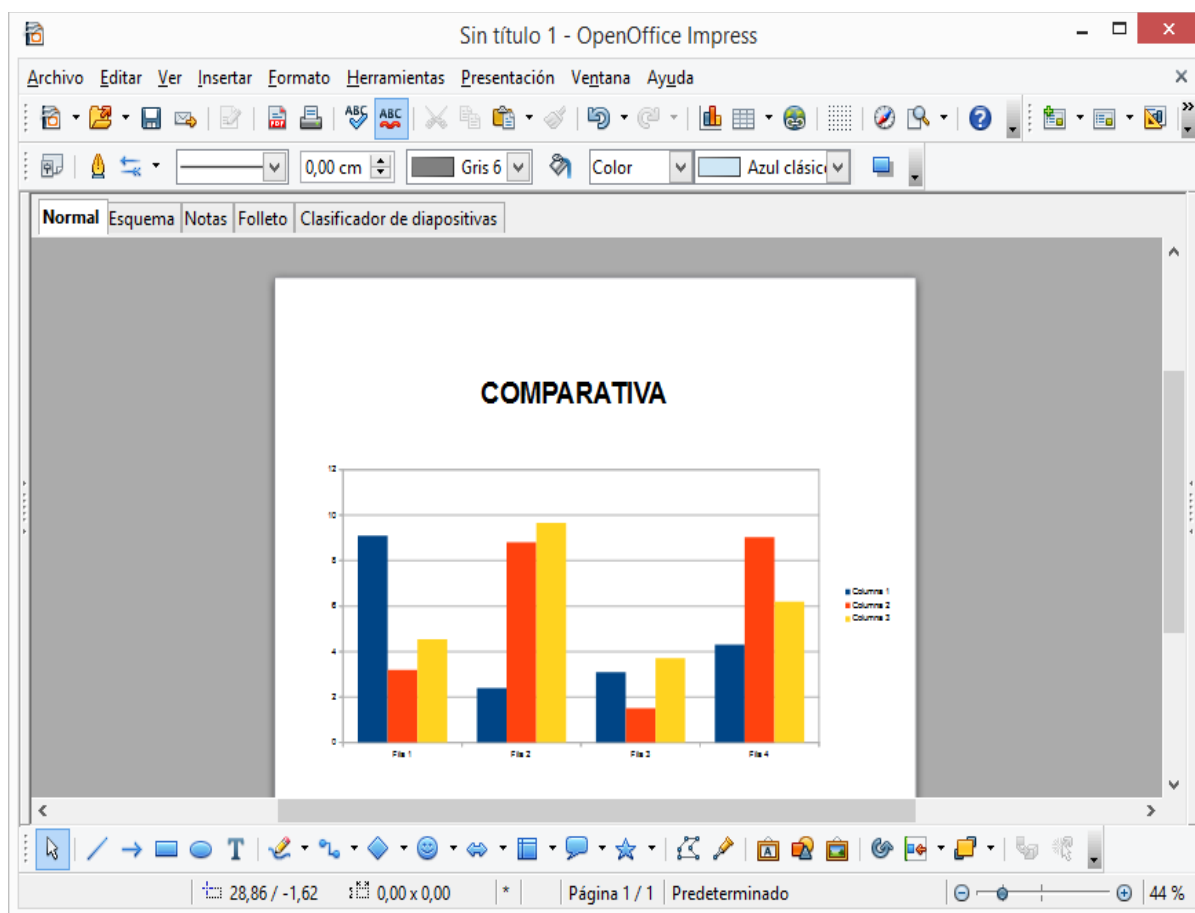 Sin título 1 - OpenOffice Impress
Archivo Editar Ver Insertar Formato Herramientas Presentación Ventana Ayuda
PDF ABC ABC
0,00 cm Gris 6 Color Azul clásic
Normal Esquema Notas Folleto Clasificador de diapositivas
COMPARATIVA
12
10
8
6
4
2
0
Columna 1
Columna 2
Columna 3
Fila 1 Fila 2 Fila 3 Fila 4
28,86 / -1,62 0,00 x 0,00 * Página 1 / 1 Predeterminado 44 %